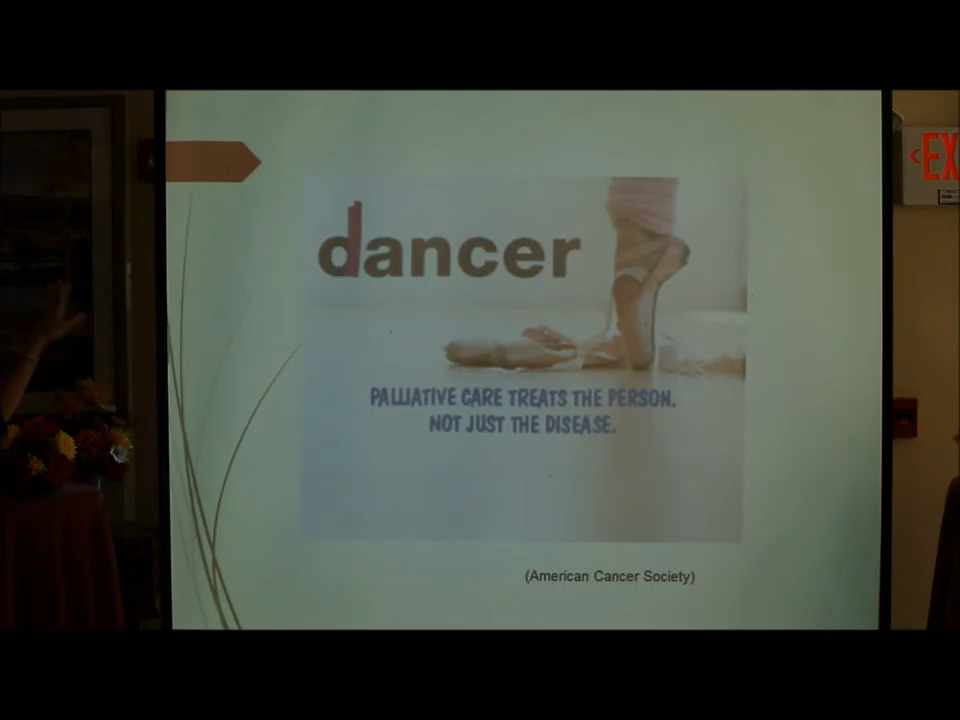 dancer
PALLIATIVE CARE TREATS THE PERSON.
NOT JUST THE DISEASE.
(American Cancer Society)
EX